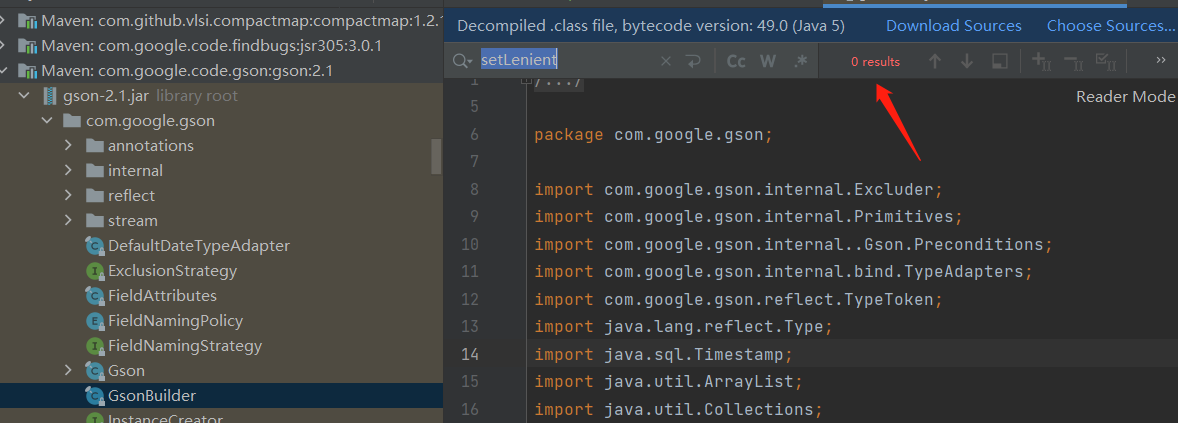 Maven: com.github.vlsi.compactmap:compactmap:1.2.1
Maven: com.google.code.findbugs:jsr305:3.0.1
Maven: com.google.code.gson:gson:2.1
gson-2.1.jar library root
com.google.gson
annotations
internal
reflect
stream
DefaultDateTypeAdapter
ExclusionStrategy
FieldAttributes
FieldNamingPolicy
FieldNamingStrategy
Gson
GsonBuilder
InstanceCreator
Decompiled .class file, bytecode version: 49.0 (Java 5) Download Sources Choose Sources...
setLenient Cc W .* 0 results
Reader Mode
1 /.../
5
6 package com.google.gson;
7
8 import com.google.gson.internal.Excluder;
9 import com.google.gson.internal.Primitives;
10 import com.google.gson.internal..Gson.Preconditions;
11 import com.google.gson.internal.bind.TypeAdapters;
12 import com.google.gson.reflect.TypeToken;
13 import java.lang.reflect.Type;
14 import java.sql.Timestamp;
15 import java.util.ArrayList;
16 import java.util.Collections;